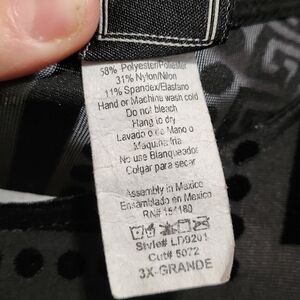 58% Polyester/Poliester
31% Nylon/Nilon
11% Spandex/Elastano
Hand or Machine wash cold
Do not bleach
Hang to dry
Lavado o de Mano o
Maquina fria
No use Blanqueador
Colgar para secar
Assembly in Mexico
Ensamblado en Mexico
RN# 154180
Style# LD9201
Cut# 5072
3X-GRANDE